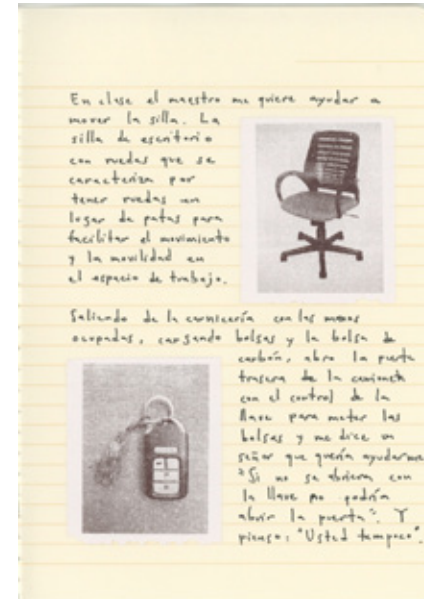 En clase el maestro me quiere ayudar a
mover la silla. La
silla de escritorio
con ruedas que se
caracteriza por
tener ruedas en
lugar de patas para
facilitar el movimiento
y la movilidad en
el espacio de trabajo.
Saliendo de la carnicería con las manos
ocupadas, cargando bolsas y la bolsa de
carbón, abro la puerta
trasera de la camioneta
con el control de la
llave para meter las
bolsas y me dice un
señor que quería ayudarme
"Si no se abriera con
la llave no podría
abrir la puerta". Y
pienso: "Usted tampoco".